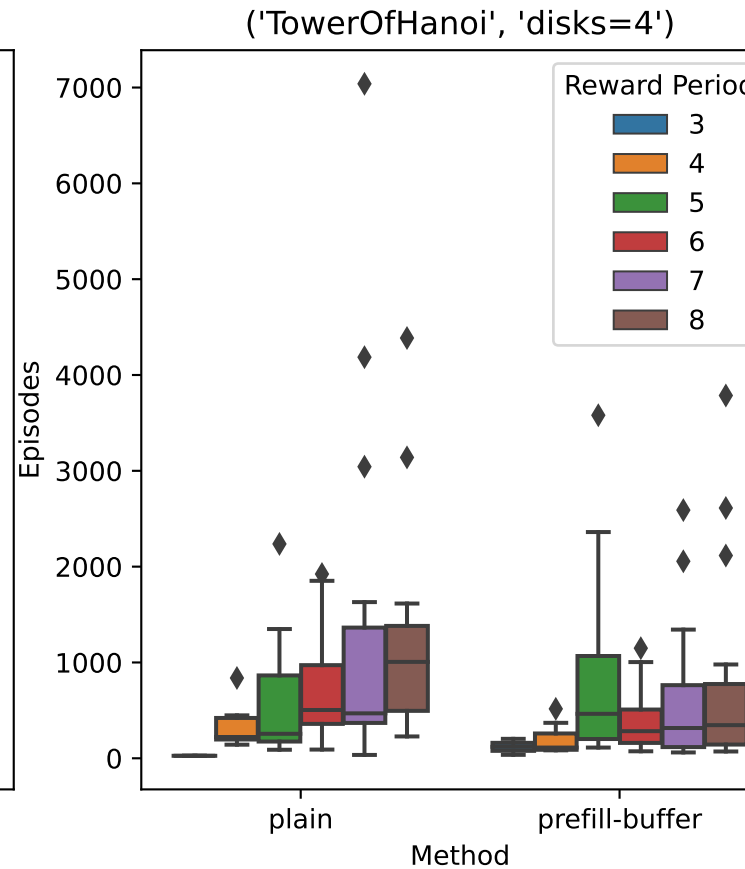 ('TowerOfHanoi', 'disks=4')
Reward Period
3
4
5
6
7
8
7000
6000
5000
4000
3000
2000
1000
0
Episodes
plain
prefill-buffer
Method